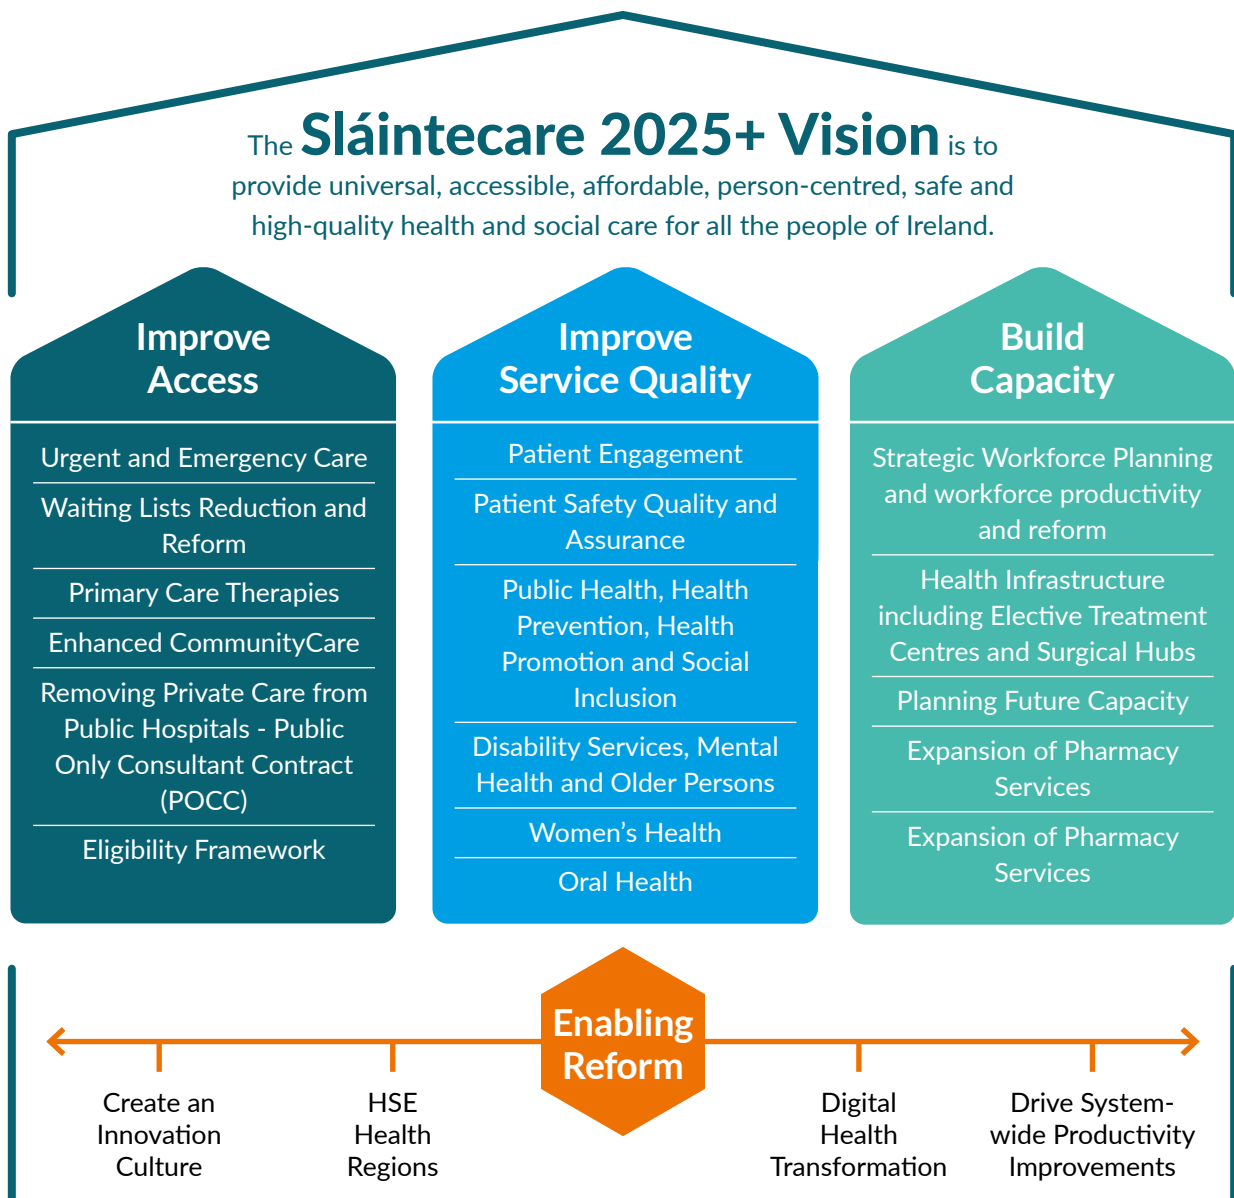 The Sláintecare 2025+ Vision is to
provide universal, accessible, affordable, person-centred, safe and
high-quality health and social care for all the people of Ireland.
Improve
Access
Urgent and Emergency Care
Waiting Lists Reduction and
Reform
Primary Care Therapies
Enhanced CommunityCare
Removing Private Care from
Public Hospitals - Public
Only Consultant Contract
(POCC)
Eligibility Framework
Improve
Service Quality
Patient Engagement
Patient Safety Quality and
Assurance
Public Health, Health
Prevention, Health
Promotion and Social
Inclusion
Disability Services, Mental
Health and Older Persons
Women’s Health
Oral Health
Build
Capacity
Strategic Workforce Planning
and workforce productivity
and reform
Health Infrastructure
including Elective Treatment
Centres and Surgical Hubs
Planning Future Capacity
Expansion of Pharmacy
Services
Expansion of Pharmacy
Services
Enabling
Reform
Create an
Innovation
Culture
HSE
Health
Regions
Digital
Health
Transformation
Drive System-
wide Productivity
Improvements